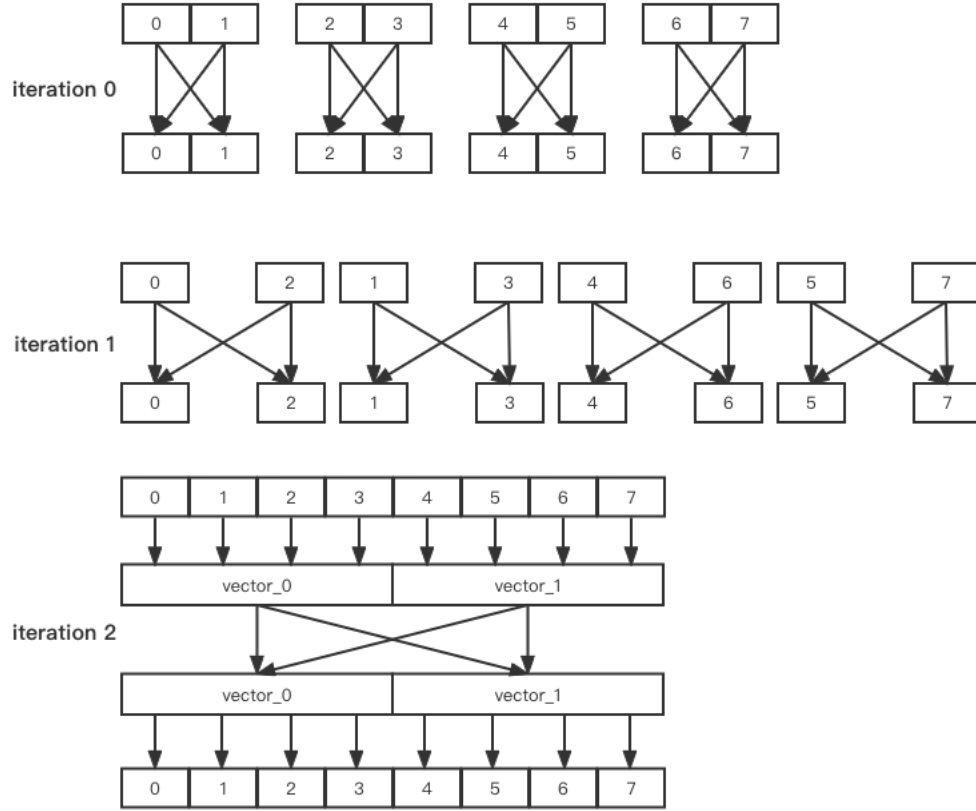 0 1 2 3 4 5 6 7
iteration 0
0 1 2 3 4 5 6 7
0 2 1 3 4 6 5 7
iteration 1
0 2 1 3 4 6 5 7
0 1 2 3 4 5 6 7
vector_0 vector_1
iteration 2
vector_0 vector_1
0 1 2 3 4 5 6 7